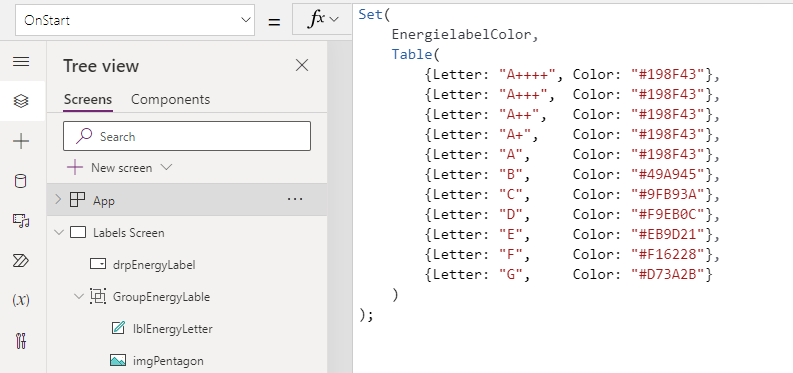 OnStart
=
fx
Set(
EnergielabelColor,
Table(
{Letter: "A++++", Color: "#198F43"},
{Letter: "A+++",  Color: "#198F43"},
{Letter: "A++",   Color: "#198F43"},
{Letter: "A+",    Color: "#198F43"},
{Letter: "A",     Color: "#198F43"},
{Letter: "B",     Color: "#49A945"},
{Letter: "C",     Color: "#9FB93A"},
{Letter: "D",     Color: "#F9EB0C"},
{Letter: "E",     Color: "#EB9D21"},
{Letter: "F",     Color: "#F16228"},
{Letter: "G",     Color: "#D73A2B"}
)
);
Tree view
Screens
Components
Search
New screen
App
Labels Screen
drpEnergyLabel
GroupEnergyLable
lblEnergyLetter
imgPentagon
(x)